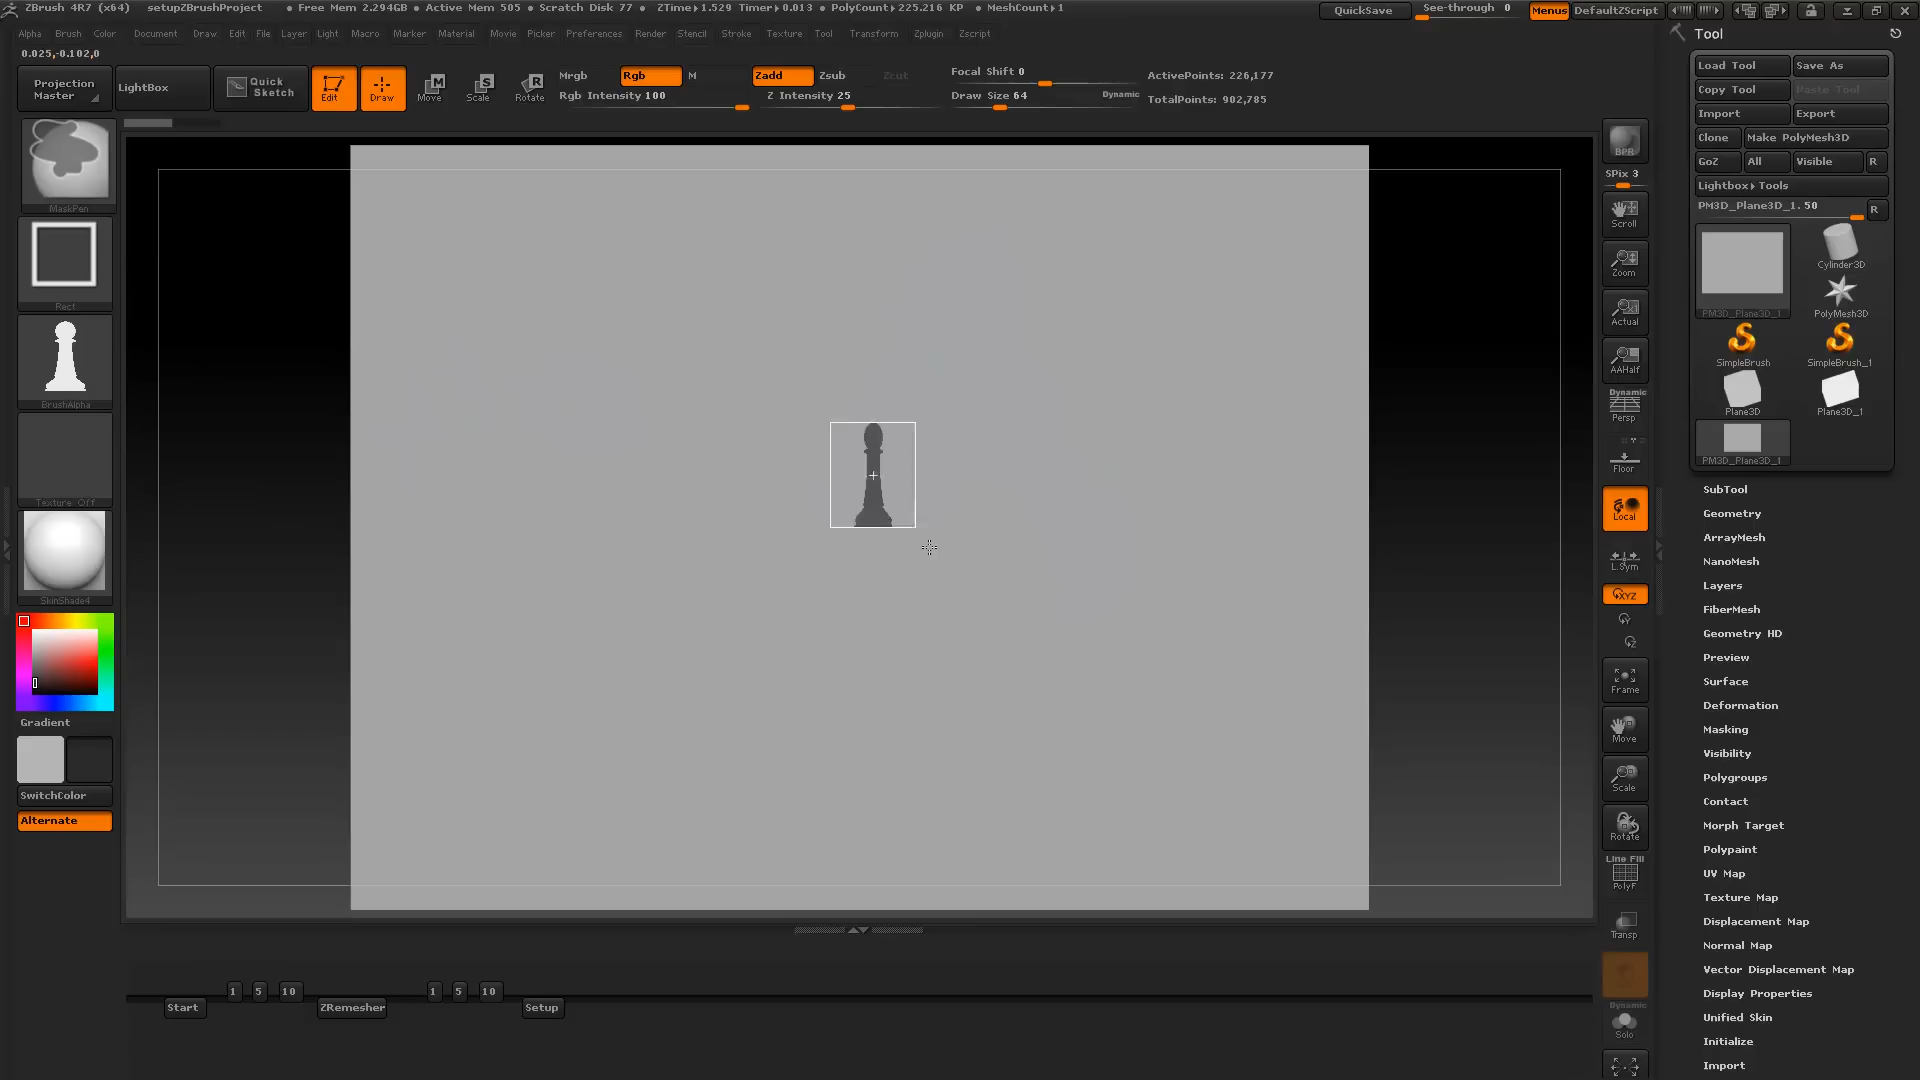 ZBrush 4R7 (x64) setupZBrushProject • Free Mem 2.294GB • Active Mem 505 • Scratch Disk 77 • ZTime▸1.529 Timer▸0.013 • PolyCount▸225.216 KP • MeshCount▸1
QuickSave See-through 0 Menus DefaultZScript
Alpha Brush Color Document Draw Edit File Layer Light Macro Marker Material Movie Picker Preferences Render Stencil Stroke Texture Tool Transform Zplugin Zscript
0.025,-0.102,0
Projection Master
LightBox
Quick Sketch
Edit
Draw
Move
Scale
Rotate
Mrgb Rgb M
Rgb Intensity 100
Zadd Zsub Zcut
Z Intensity 25
Focal Shift 0
Draw Size 64 Dynamic
ActivePoints: 226,177
TotalPoints: 902,785
MaskPen
Rect
BrushAlpha
Texture Off
SkinShade4
Gradient
SwitchColor
Alternate
Start
1 5 10
ZRemesher
1 5 10
Setup
BPR
SPix 3
Scroll
Zoom
Actual
AAHalf
Dynamic
Persp
Floor
Local
L.Sym
XYZ
Frame
Move
Scale
Rotate
Line Fill
PolyF
Transp
Dynamic
Solo
Tool
Load Tool Save As
Copy Tool Paste Tool
Import Export
Clone Make PolyMesh3D
GoZ All Visible R
Lightbox▸Tools
PM3D_Plane3D_1. 50 R
PM3D_Plane3D_1
Cylinder3D
PolyMesh3D
SimpleBrush SimpleBrush_1
Plane3D Plane3D_1
PM3D_Plane3D_1
SubTool
Geometry
ArrayMesh
NanoMesh
Layers
FiberMesh
Geometry HD
Preview
Surface
Deformation
Masking
Visibility
Polygroups
Contact
Morph Target
Polypaint
UV Map
Texture Map
Displacement Map
Normal Map
Vector Displacement Map
Display Properties
Unified Skin
Initialize
Import